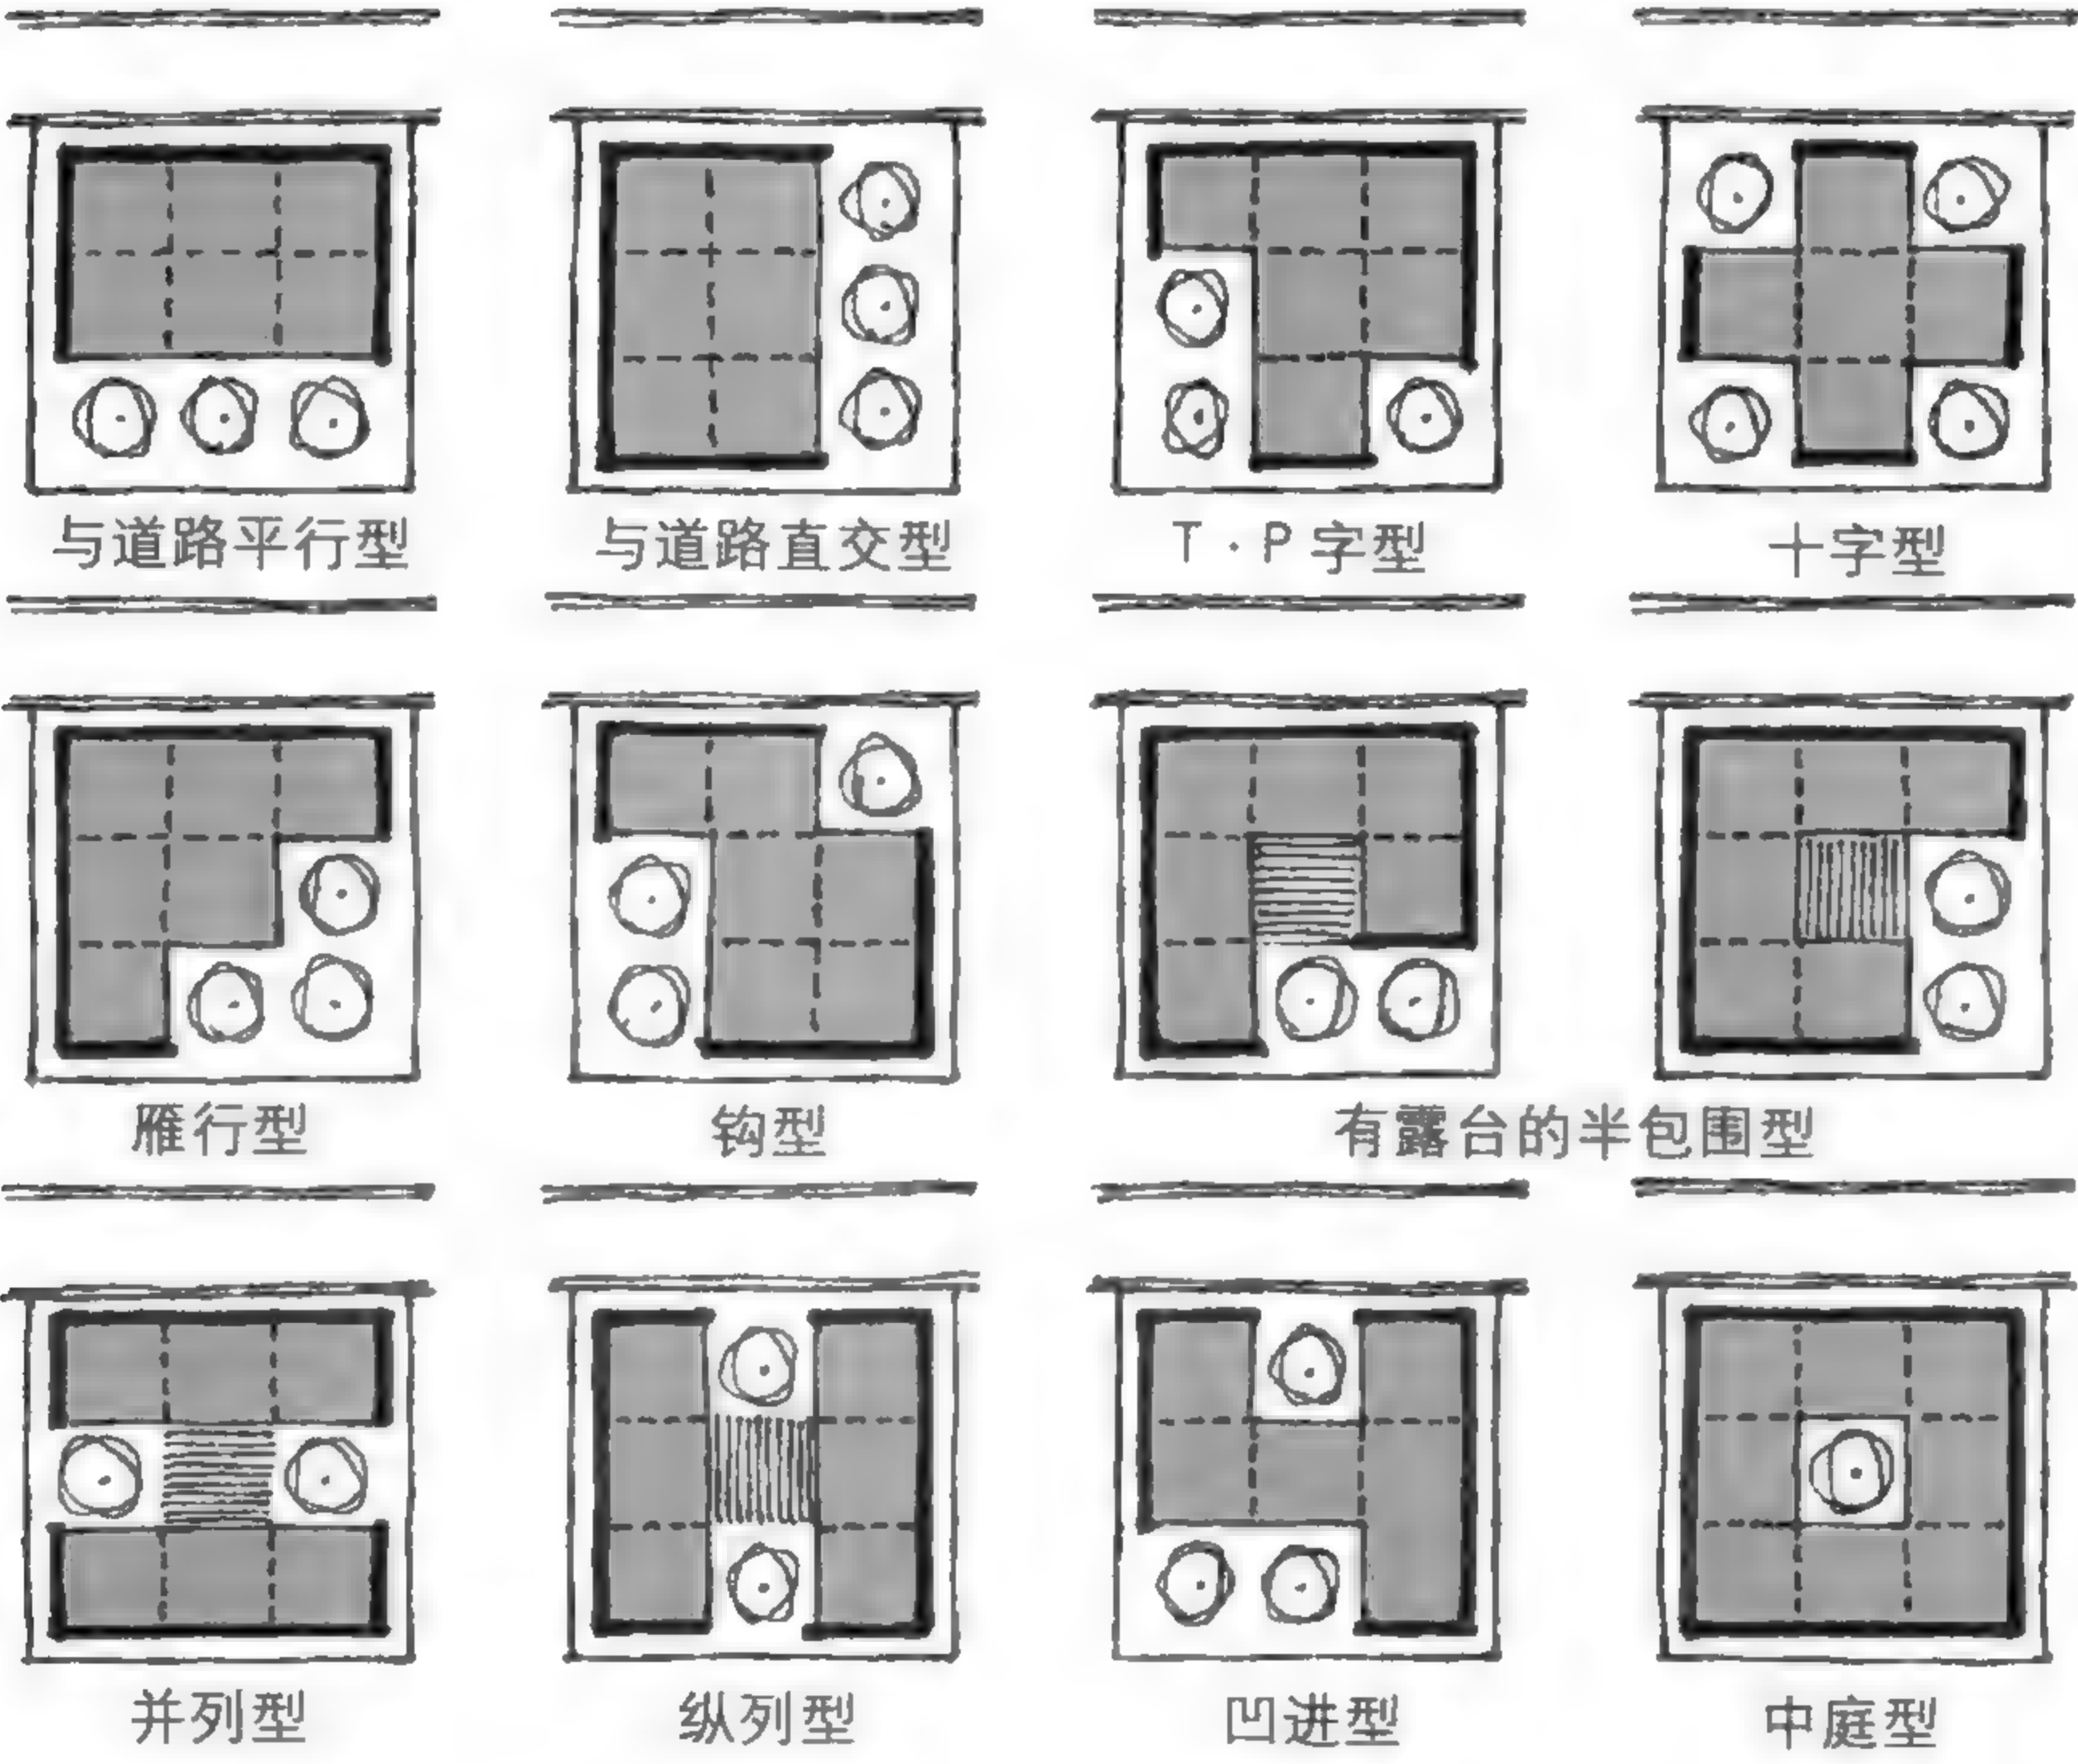 与道路平行型
与道路直交型
T·P字型
十字型
雁行型
钩型
有露台的半包围型
并列型
纵列型
凹进型
中庭型